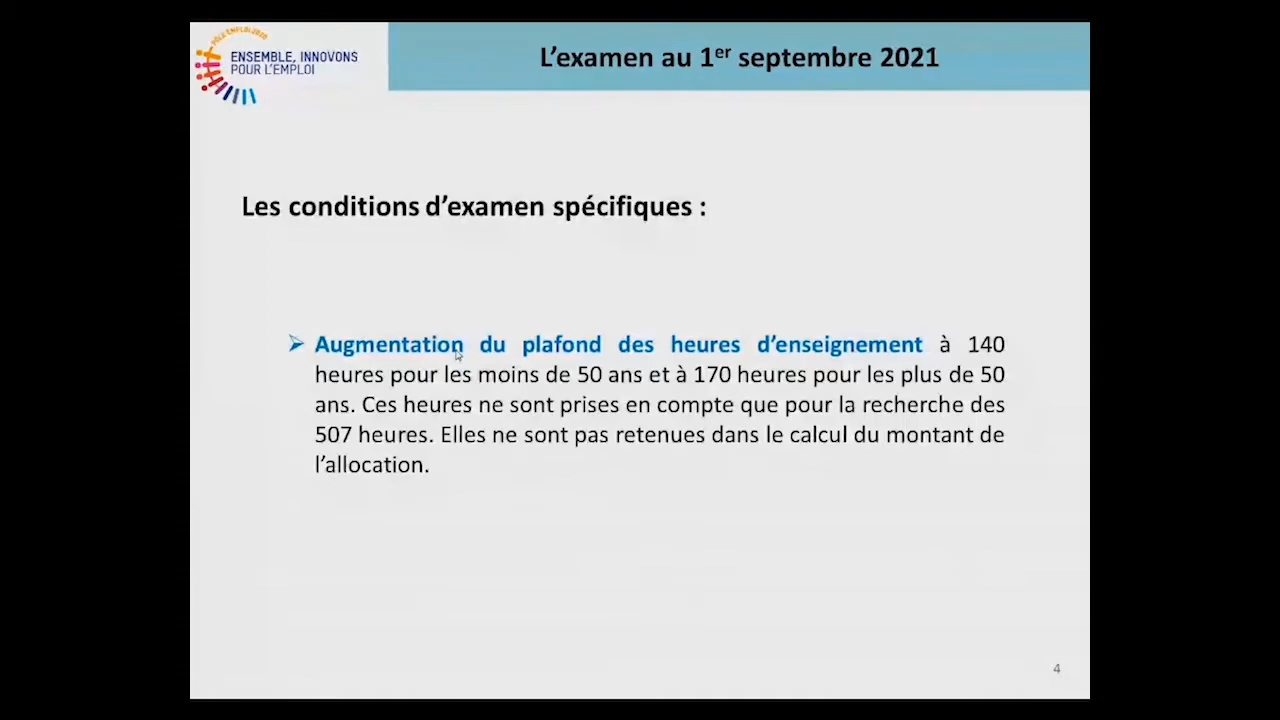 PÔLE EMPLOI 2020
ENSEMBLE, INNOVONS
POUR L'EMPLOI
L'examen au 1er septembre 2021
Les conditions d'examen spécifiques :
➢ Augmentation du plafond des heures d'enseignement à 140
heures pour les moins de 50 ans et à 170 heures pour les plus de 50
ans. Ces heures ne sont prises en compte que pour la recherche des
507 heures. Elles ne sont pas retenues dans le calcul du montant de
l'allocation.
4